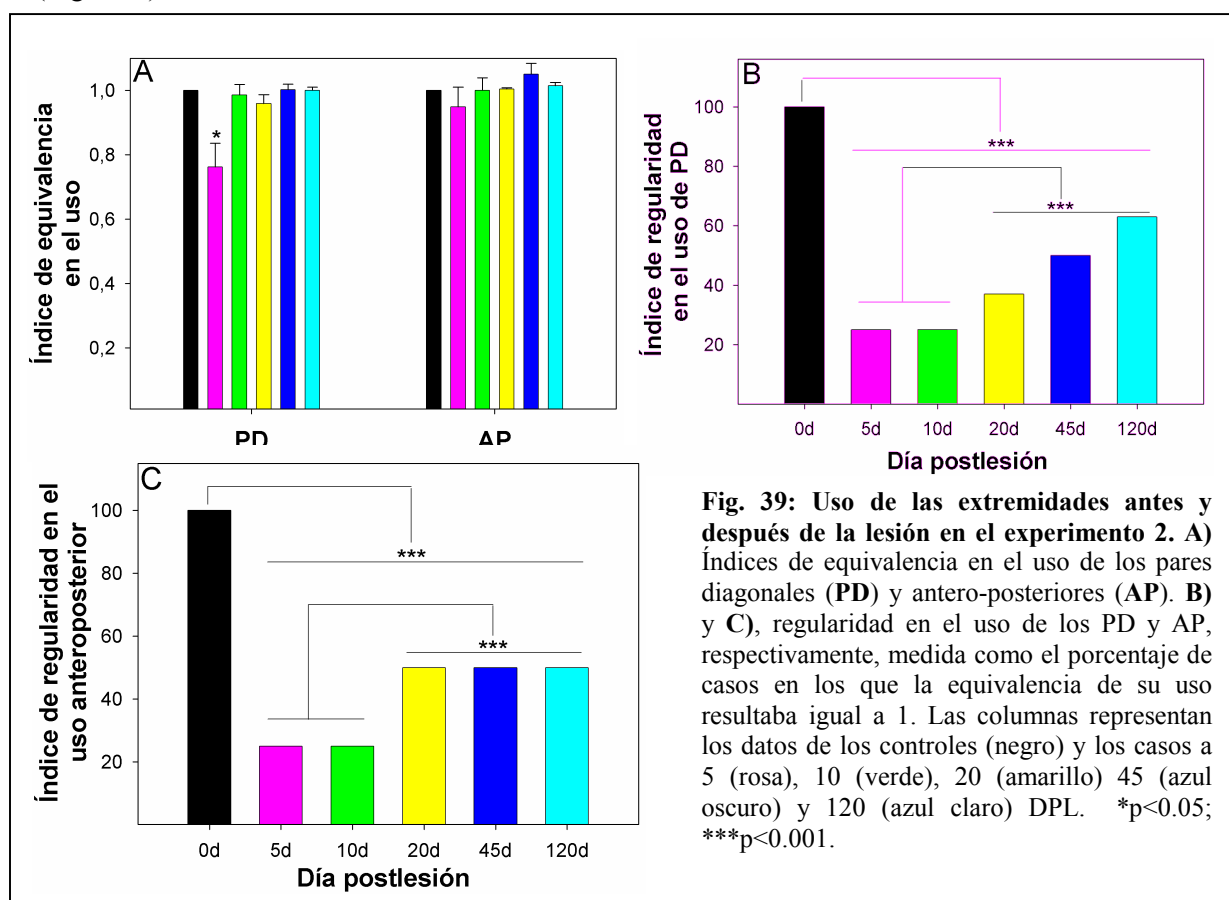 A
Índice de equivalencia
en el uso
1,0
0,8
0,6
0,4
0,2
*
PD
AP
B
Índice de regularidad
en el uso de PD
100
80
60
40
20
***
***
0d 5d 10d 20d 45d 120d
Día postlesión
C
Índice de regularidad en el
uso anteroposterior
100
80
60
40
20
***
***
0d 5d 10d 20d 45d 120d
Día postlesión
Fig. 39: Uso de las extremidades antes y
después de la lesión en el experimento 2. A)
Índices de equivalencia en el uso de los pares
diagonales (PD) y antero-posteriores (AP). B)
y C), regularidad en el uso de los PD y AP,
respectivamente, medida como el porcentaje de
casos en los que la equivalencia de su uso
resultaba igual a 1. Las columnas representan
los datos de los controles (negro) y los casos a
5 (rosa), 10 (verde), 20 (amarillo) 45 (azul
oscuro) y 120 (azul claro) DPL. *p<0.05;
***p<0.001.